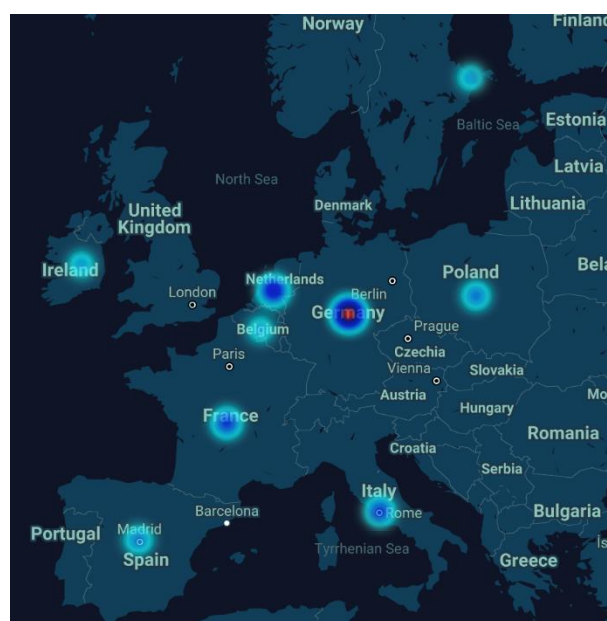 Norway
Finland
Estonia
Baltic Sea
Latvia
North Sea
Denmark
Lithuania
United
Kingdom
Ireland
Netherlands
Poland
Bela
London
Berlin
Germany
Belgium
Prague
Paris
Czechia
Vienna
Slovakia
Austria
Hungary
Mo
France
Croatia
Romania
Serbia
Italy
Barcelona
Rome
Bulgaria
Portugal
Madrid
Spain
Tyrrhenian Sea
Greece
İs